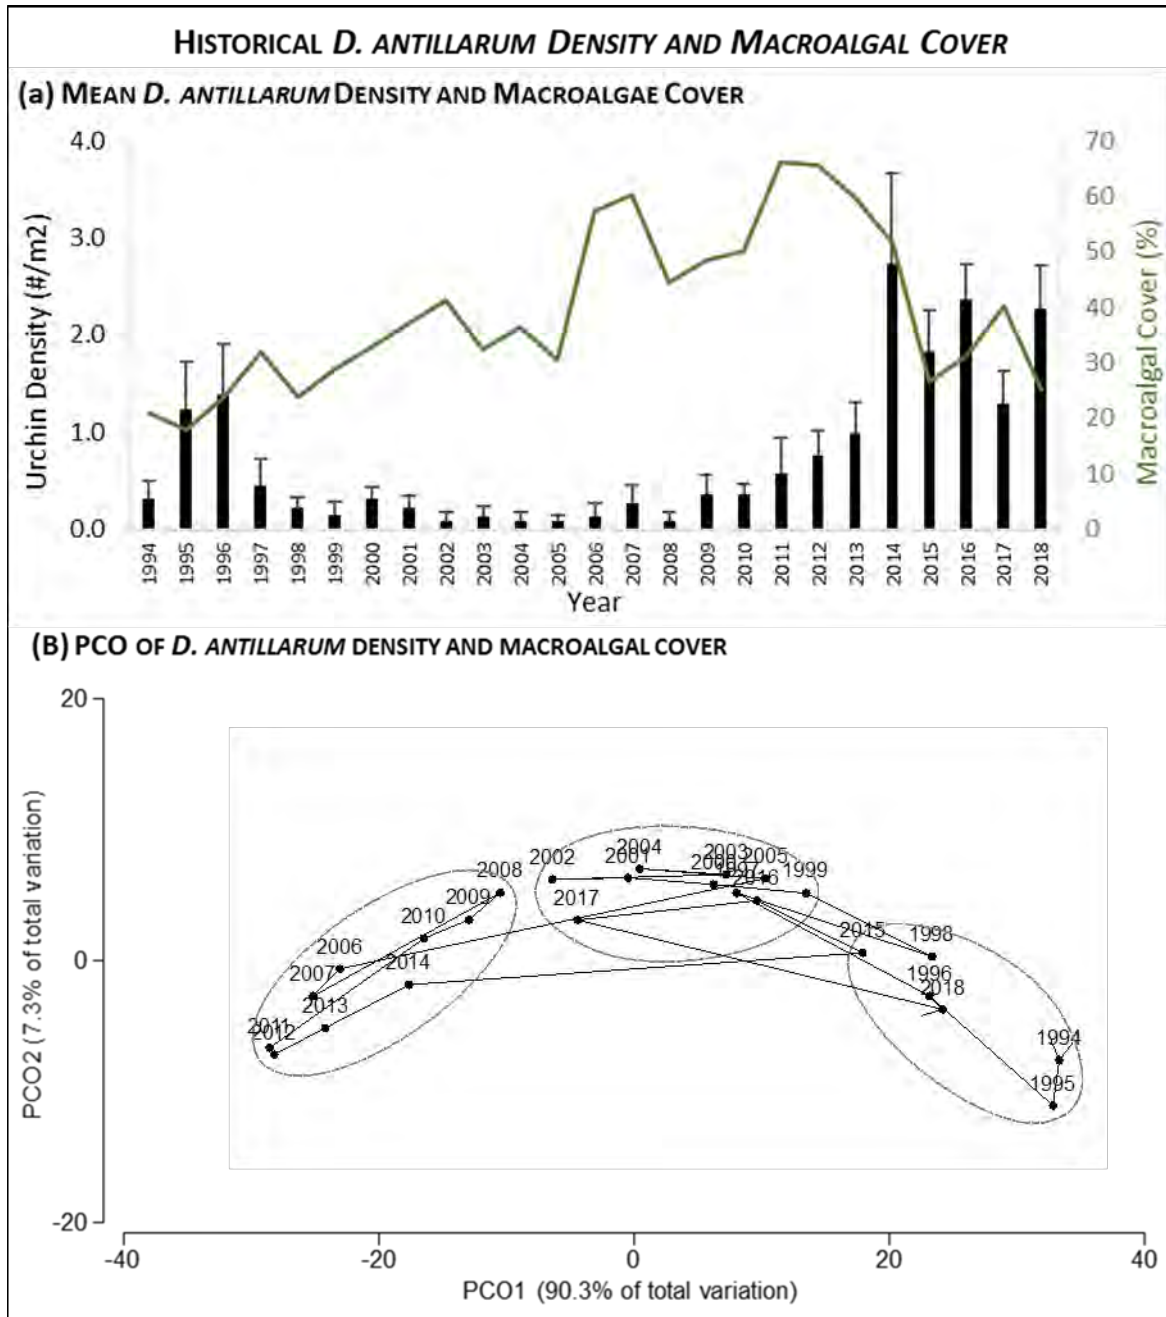 HISTORICAL D. ANTILLARUM DENSITY AND MACROALGAL COVER
(a) MEAN D. ANTILLARUM DENSITY AND MACROALGAE COVER
4.0
3.0
2.0
1.0
0.0
Urchin Density (#/m2)
70
60
50
40
30
20
10
0
Macroalgal Cover (%)
1994 1995 1996 1997 1998 1999 2000 2001 2002 2003 2004 2005 2006 2007 2008 2009 2010 2011 2012 2013 2014 2015 2016 2017 2018
Year
(B) PCO OF D. ANTILLARUM DENSITY AND MACROALGAL COVER
20
0
-20
PCO2 (7.3% of total variation)
2004
2002 2001 2003 2005
2008 1997 1999
2016
2009 2017
2010
2015 1998
2006
2014
2007 1996
2013 2018
2011
2012 1994
1995
-40 -20 0 20 40
PCO1 (90.3% of total variation)